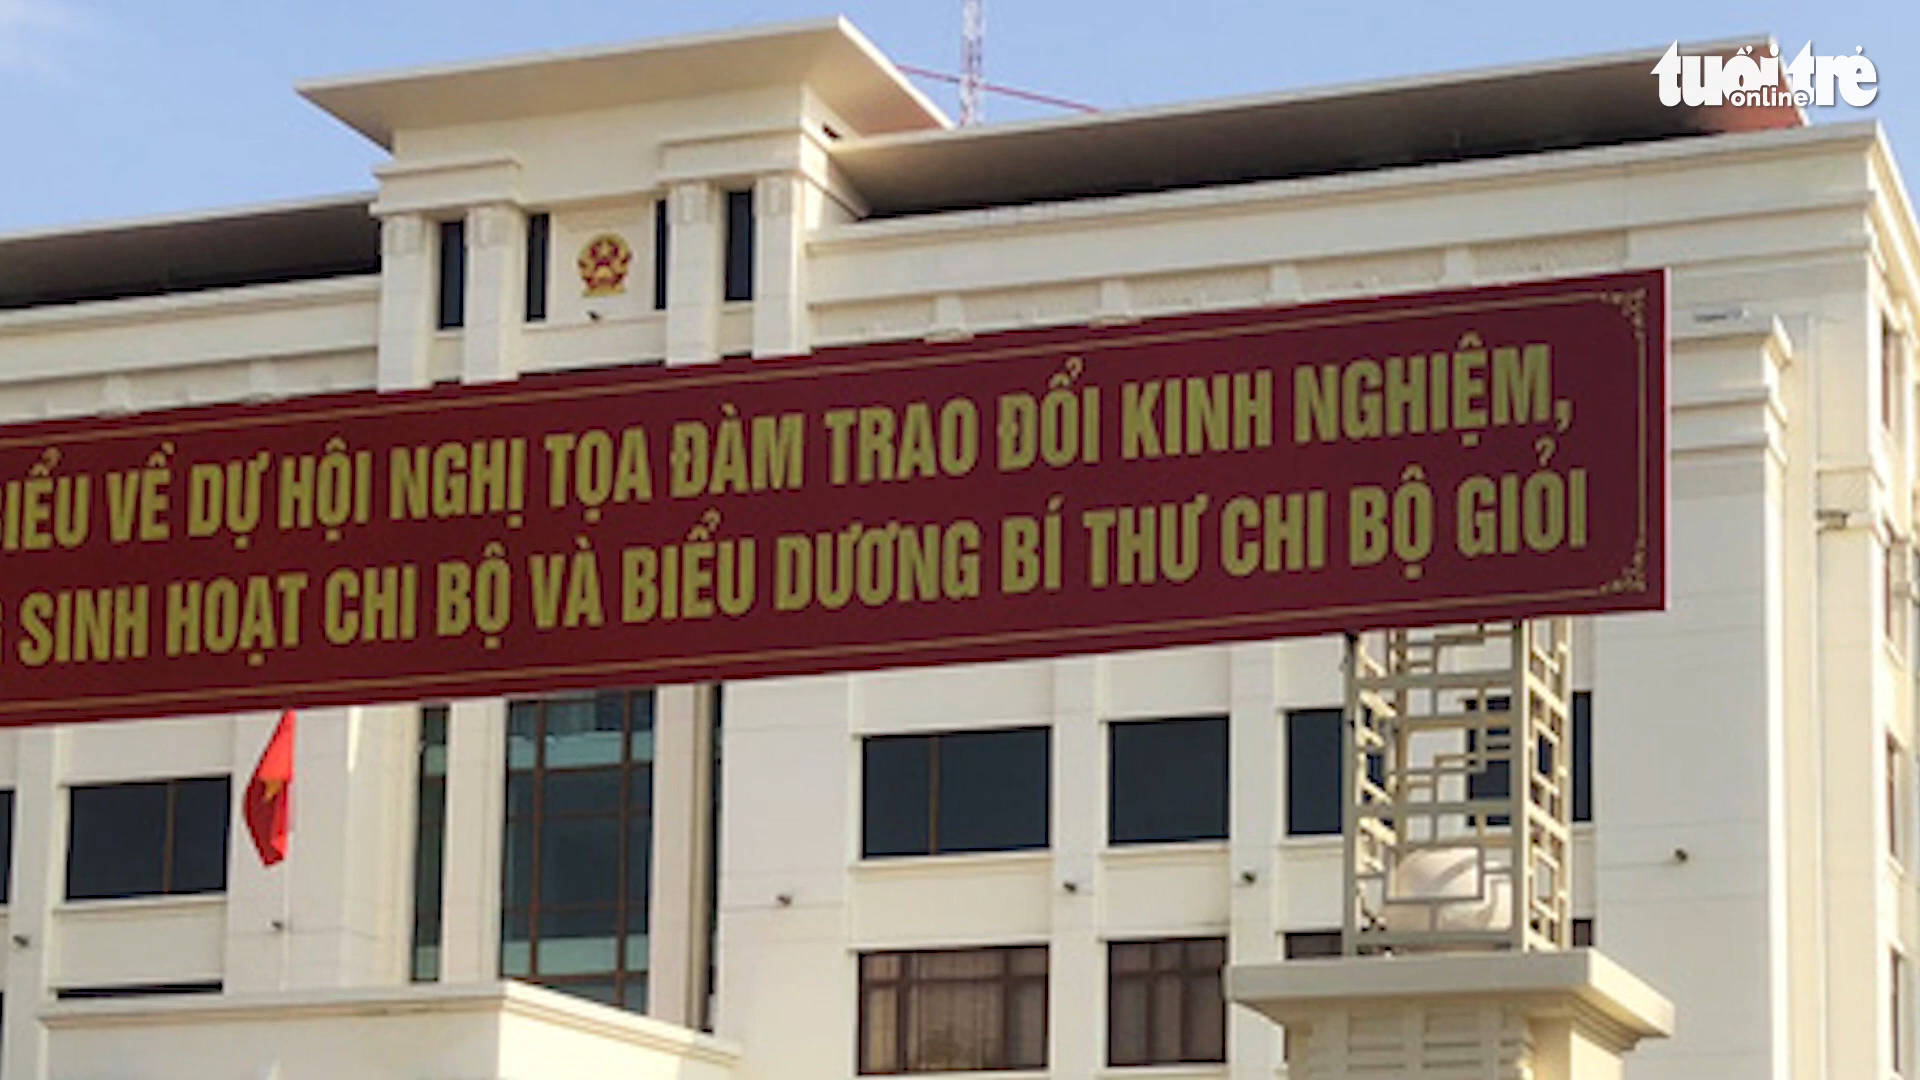 tuổi trẻ
online
BIỂU VỀ DỰ HỘI NGHỊ TỌA ĐÀM TRAO ĐỔI KINH NGHIỆM,
SINH HOẠT CHI BỘ VÀ BIỂU DƯƠNG BÍ THƯ CHI BỘ GIỎI